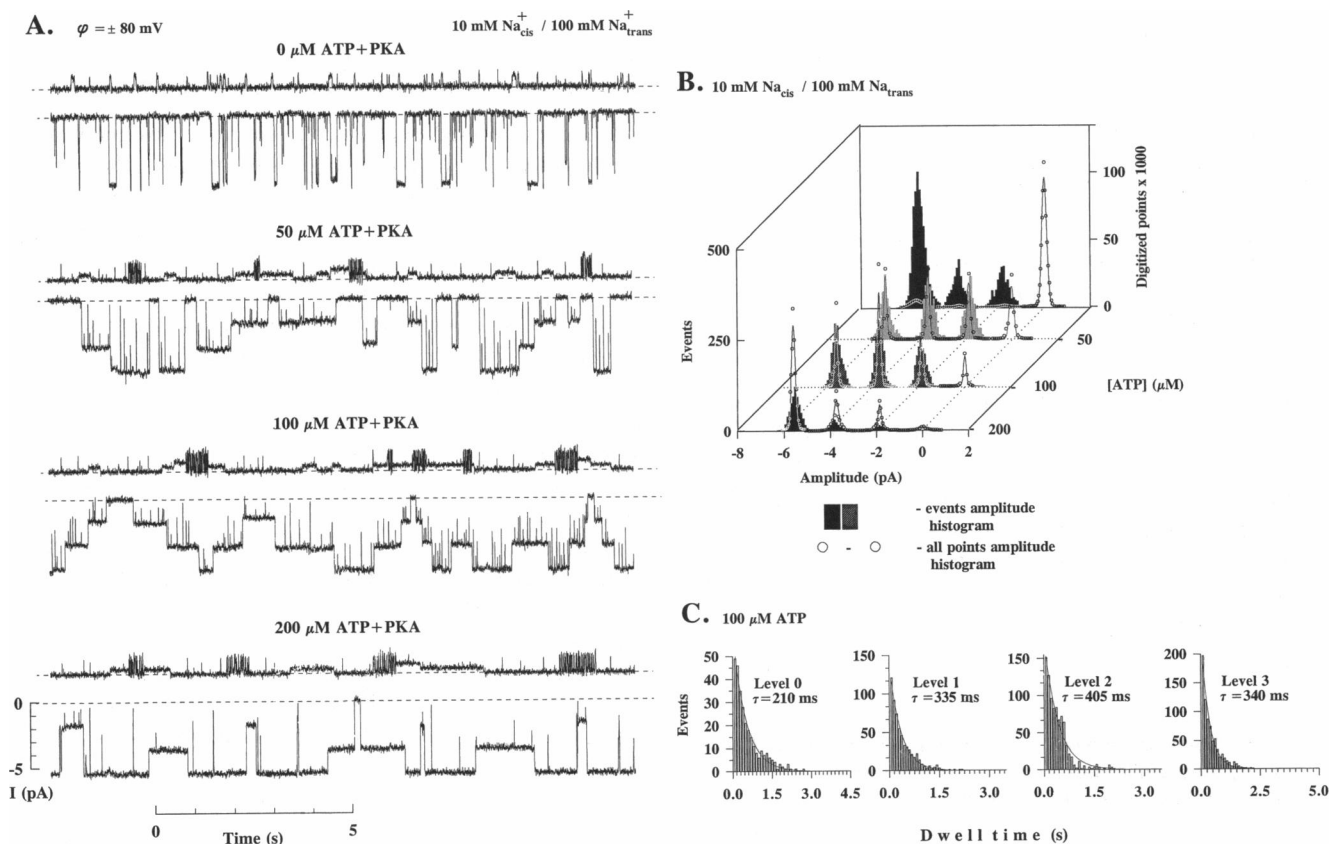 A. φ = ± 80 mV 10 mM Na+cis / 100 mM Na+trans
0 μM ATP+PKA
50 μM ATP+PKA
100 μM ATP+PKA
200 μM ATP+PKA
0
-5
I (pA)
0 5
Time (s)
B. 10 mM Nacis / 100 mM Natrans
100
50
0
Digitized points x 1000
500
250
0
Events
50
100
200
[ATP] (μM)
-8 -6 -4 -2 0 2
Amplitude (pA)
- events amplitude
histogram
- - all points amplitude
histogram
C. 100 μM ATP
Events
50
40
30
20
10
0
Level 0
τ=210 ms
0.0 1.5 3.0 4.5
150
100
50
0
Level 1
τ=335 ms
0.0 1.5 3.0
150
100
50
0
Level 2
τ=405 ms
0.0 1.5 3.0
200
150
100
50
0
Level 3
τ=340 ms
0.0 2.5 5.0
Dwell time (s)